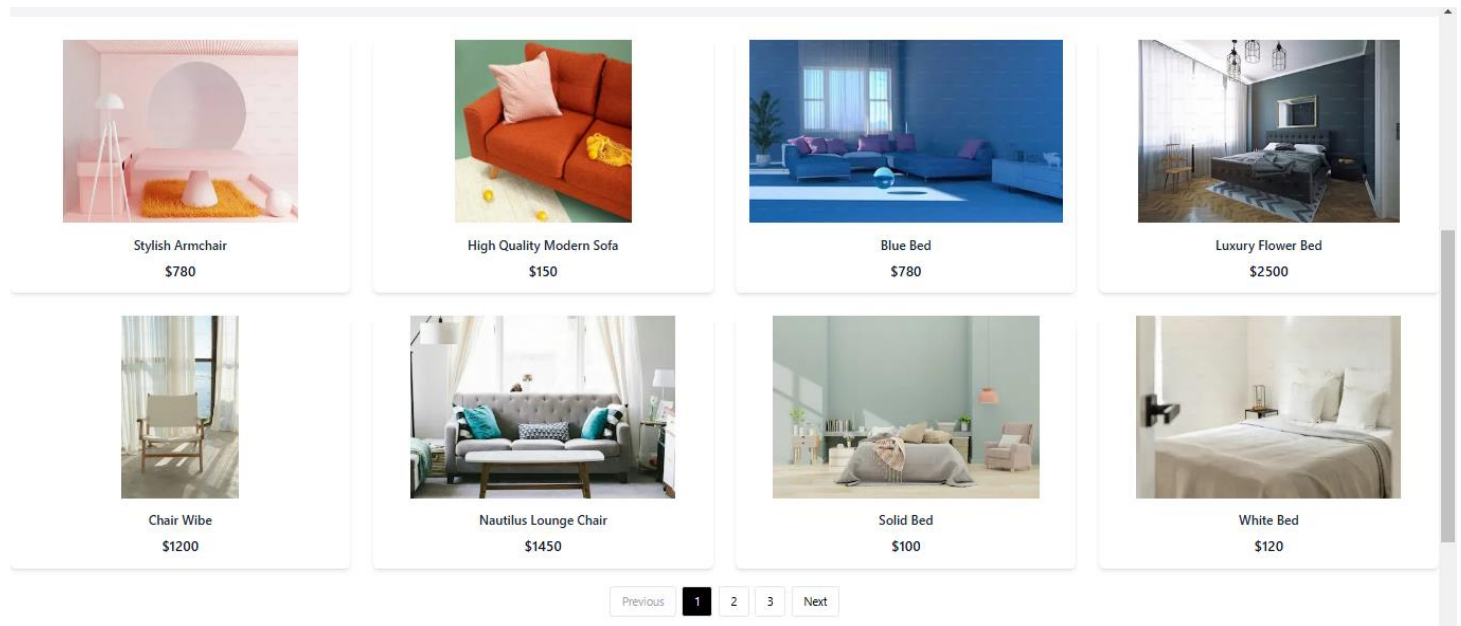 Stylish Armchair
$780
High Quality Modern Sofa
$150
Blue Bed
$780
Luxury Flower Bed
$2500
Chair Wibe
$1200
Nautilus Lounge Chair
$1450
Solid Bed
$100
White Bed
$120
Previous 1 2 3 Next